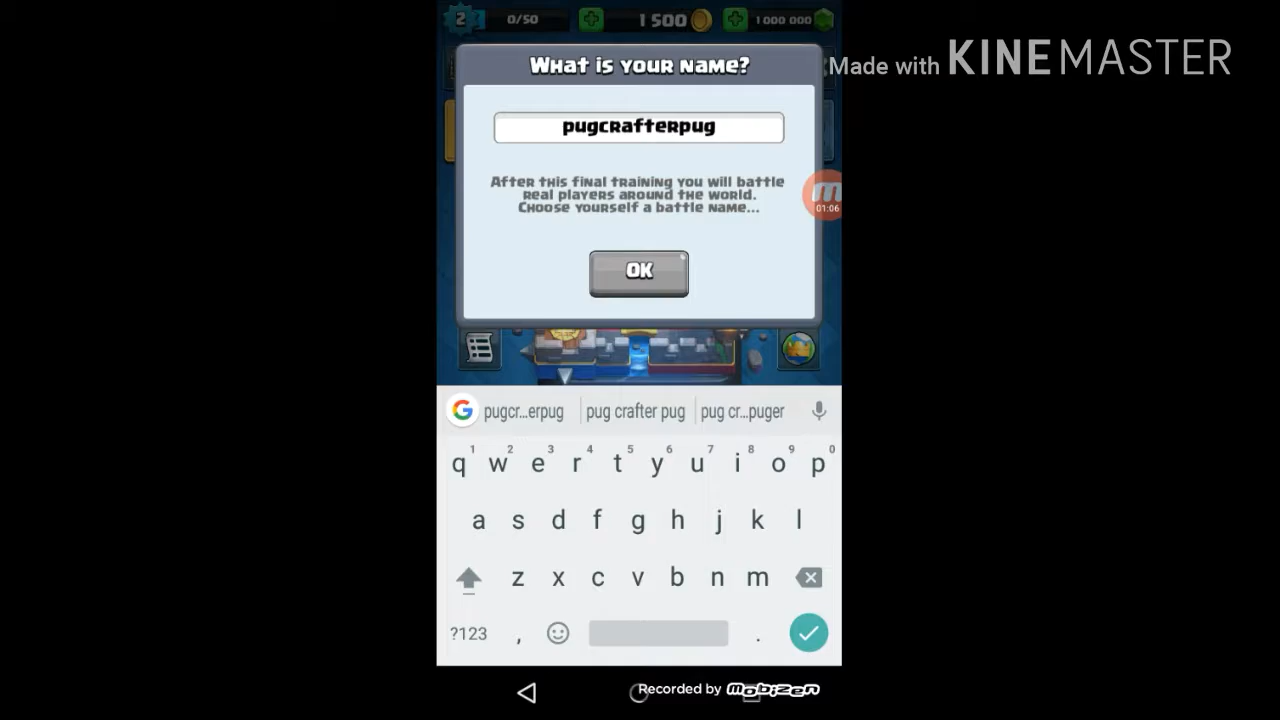 2
0/50
1 500
1 000 000
Made with KINEMASTER
What is your name?
pugcrafterpug
After this final training you will battle
real players around the world.
Choose yourself a battle name...
01:06
OK
pugcr...erpug
pug crafter pug
pug cr...puger
1 2 3 4 5 6 7 8 9 0
q w e r t y u i o p
a s d f g h j k l
z x c v b n m
?123 , .
Recorded by Mobizen